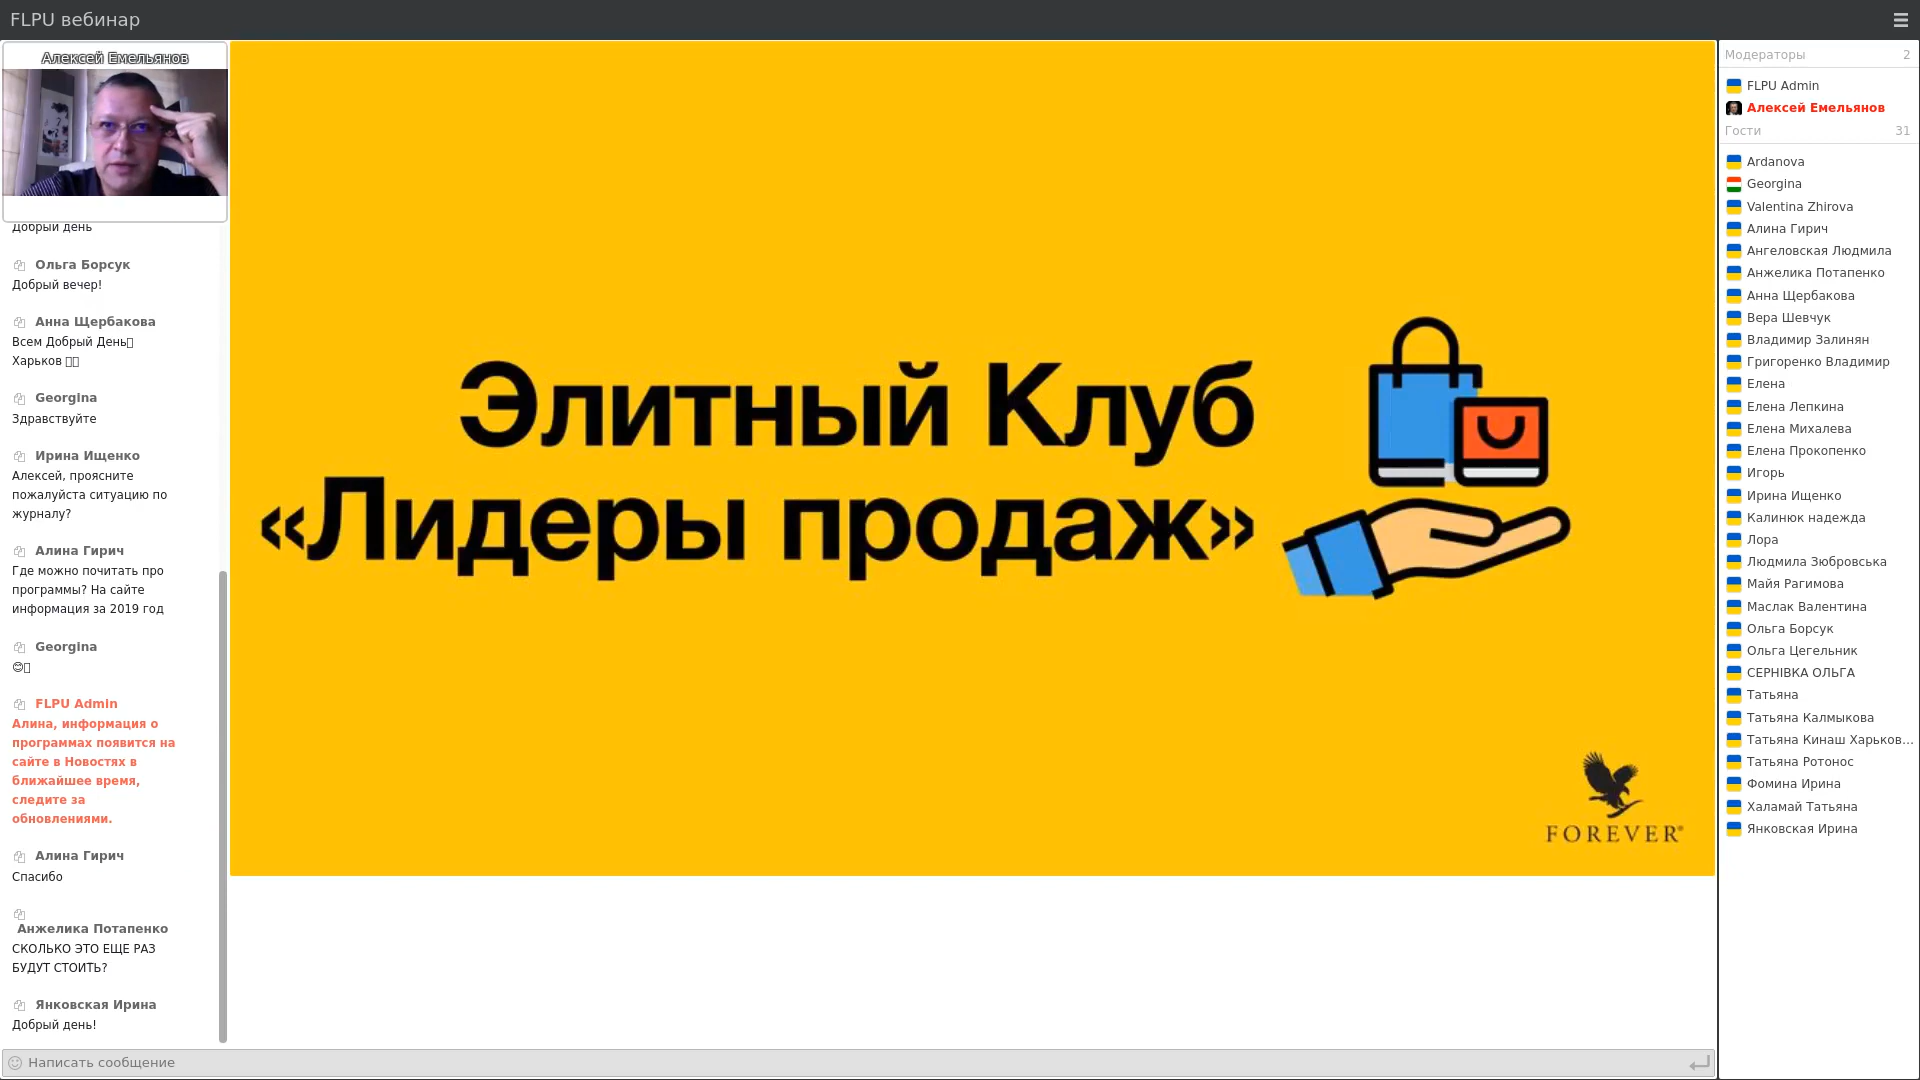 FLPU вебинар
Алексей Емельянов
Добрый день
Ольга Борсук
Добрый вечер!
Анна Щербакова
Всем Добрый День
Харьков
Georgina
Здравствуйте
Ирина Ищенко
Алексей, проясните
пожалуйста ситуацию по
журналу?
Алина Гирич
Где можно почитать про
программы? На сайте
информация за 2019 год
Georgina
😊
FLPU Admin
Алина, информация о
программах появится на
сайте в Новостях в
ближайшее время,
следите за
обновлениями.
Алина Гирич
Спасибо
Анжелика Потапенко
СКОЛЬКО ЭТО ЕЩЕ РАЗ
БУДУТ СТОИТЬ?
Янковская Ирина
Добрый день!
Написать сообщение
Элитный Клуб
«Лидеры продаж»
FOREVER®
Модераторы 2
FLPU Admin
Алексей Емельянов
Гости 31
Ardanova
Georgina
Valentina Zhirova
Алина Гирич
Ангеловская Людмила
Анжелика Потапенко
Анна Щербакова
Вера Шевчук
Владимир Залинян
Григоренко Владимир
Елена
Елена Лепкина
Елена Михалева
Елена Прокопенко
Игорь
Ирина Ищенко
Калинюк надежда
Лора
Людмила Зюбровська
Майя Рагимова
Маслак Валентина
Ольга Борсук
Ольга Цегельник
СЕРНІВКА ОЛЬГА
Татьяна
Татьяна Калмыкова
Татьяна Кинаш Харьков...
Татьяна Ротонос
Фомина Ирина
Халамай Татьяна
Янковская Ирина